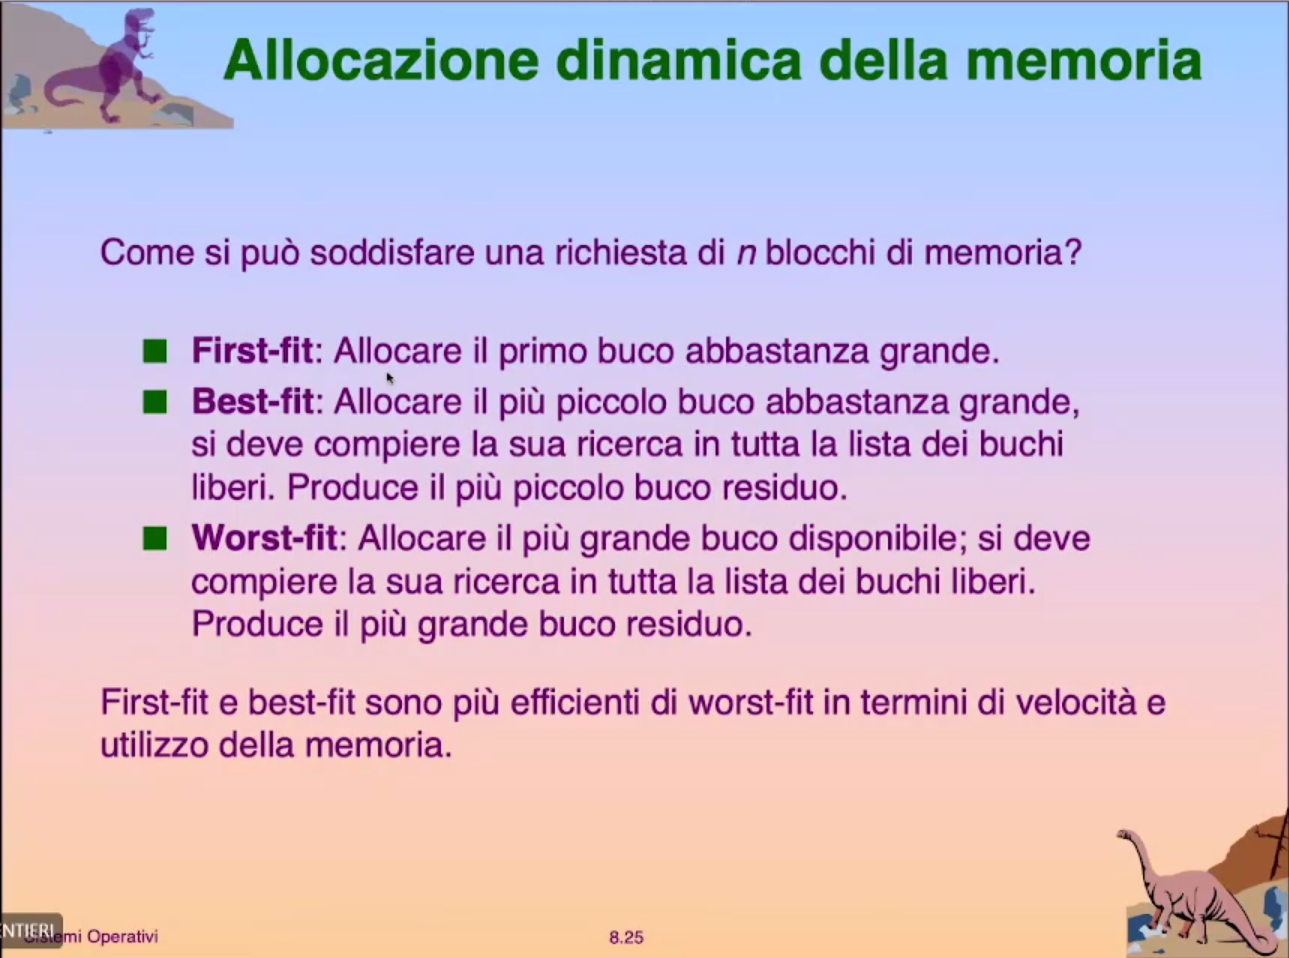 Allocazione dinamica della memoria
Come si può soddisfare una richiesta di n blocchi di memoria?
First-fit: Allocare il primo buco abbastanza grande.
Best-fit: Allocare il più piccolo buco abbastanza grande,
si deve compiere la sua ricerca in tutta la lista dei buchi
liberi. Produce il più piccolo buco residuo.
Worst-fit: Allocare il più grande buco disponibile; si deve
compiere la sua ricerca in tutta la lista dei buchi liberi.
Produce il più grande buco residuo.
First-fit e best-fit sono più efficienti di worst-fit in termini di velocità e
utilizzo della memoria.
ENTIERI
Sistemi Operativi
8.25